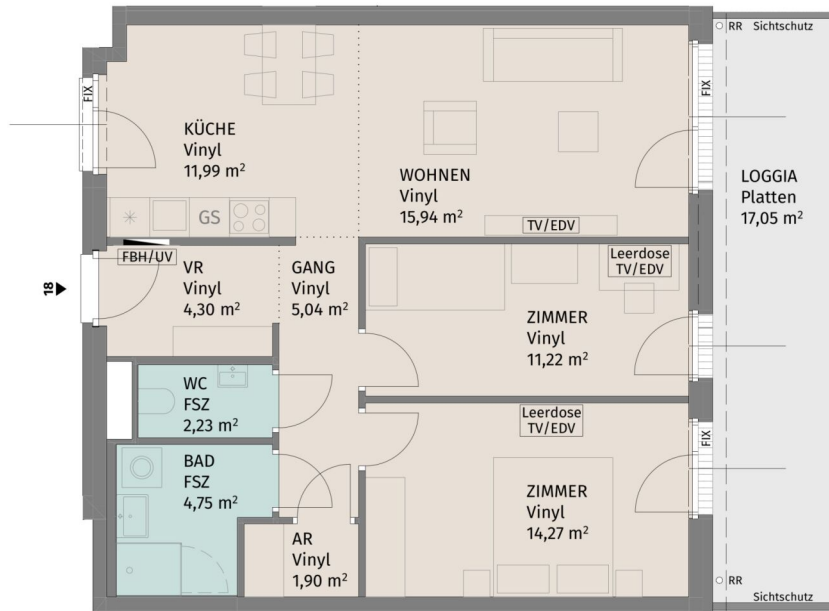 RR Sichtschutz
FIX
FIX
KÜCHE
Vinyl
11,99 m²
WOHNEN
Vinyl
15,94 m²
LOGGIA
Platten
17,05 m²
GS
TV/EDV
FBH/UV
18
VR
Vinyl
4,30 m²
GANG
Vinyl
5,04 m²
Leerdose
TV/EDV
ZIMMER
Vinyl
11,22 m²
WC
FSZ
2,23 m²
Leerdose
TV/EDV
FIX
BAD
FSZ
4,75 m²
ZIMMER
Vinyl
14,27 m²
AR
Vinyl
1,90 m²
RR
Sichtschutz